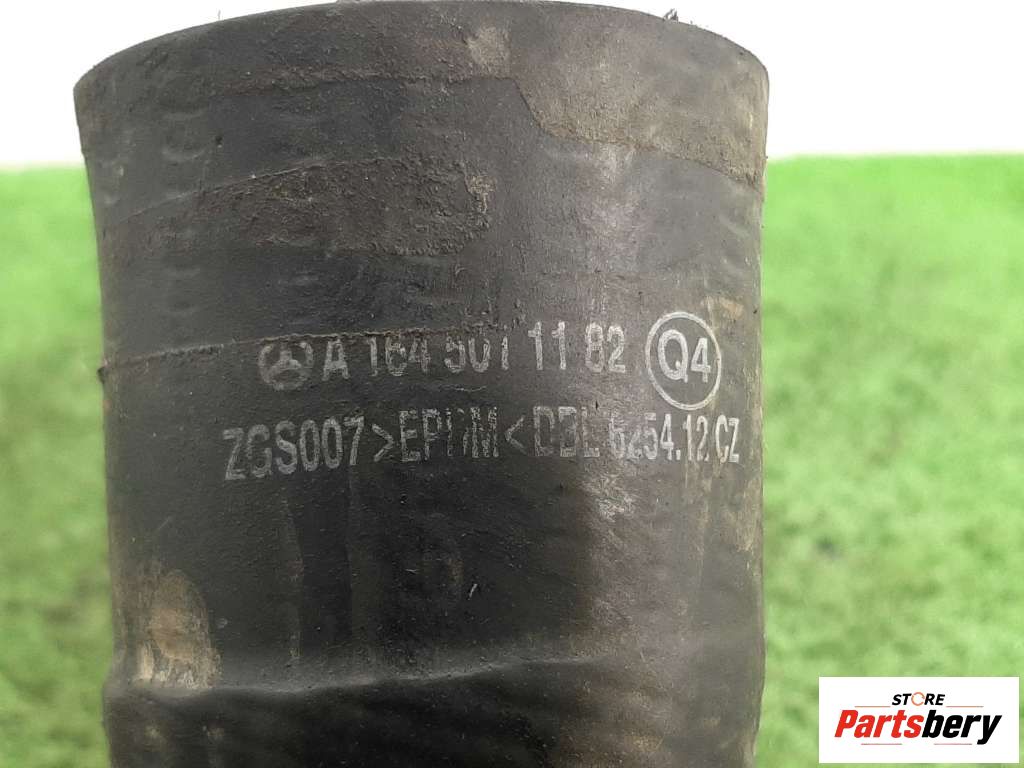 A 164 501 11 82 Q4
ZGS007 >EPDM< DBL 6254.12 CZ
STORE
Partsbery